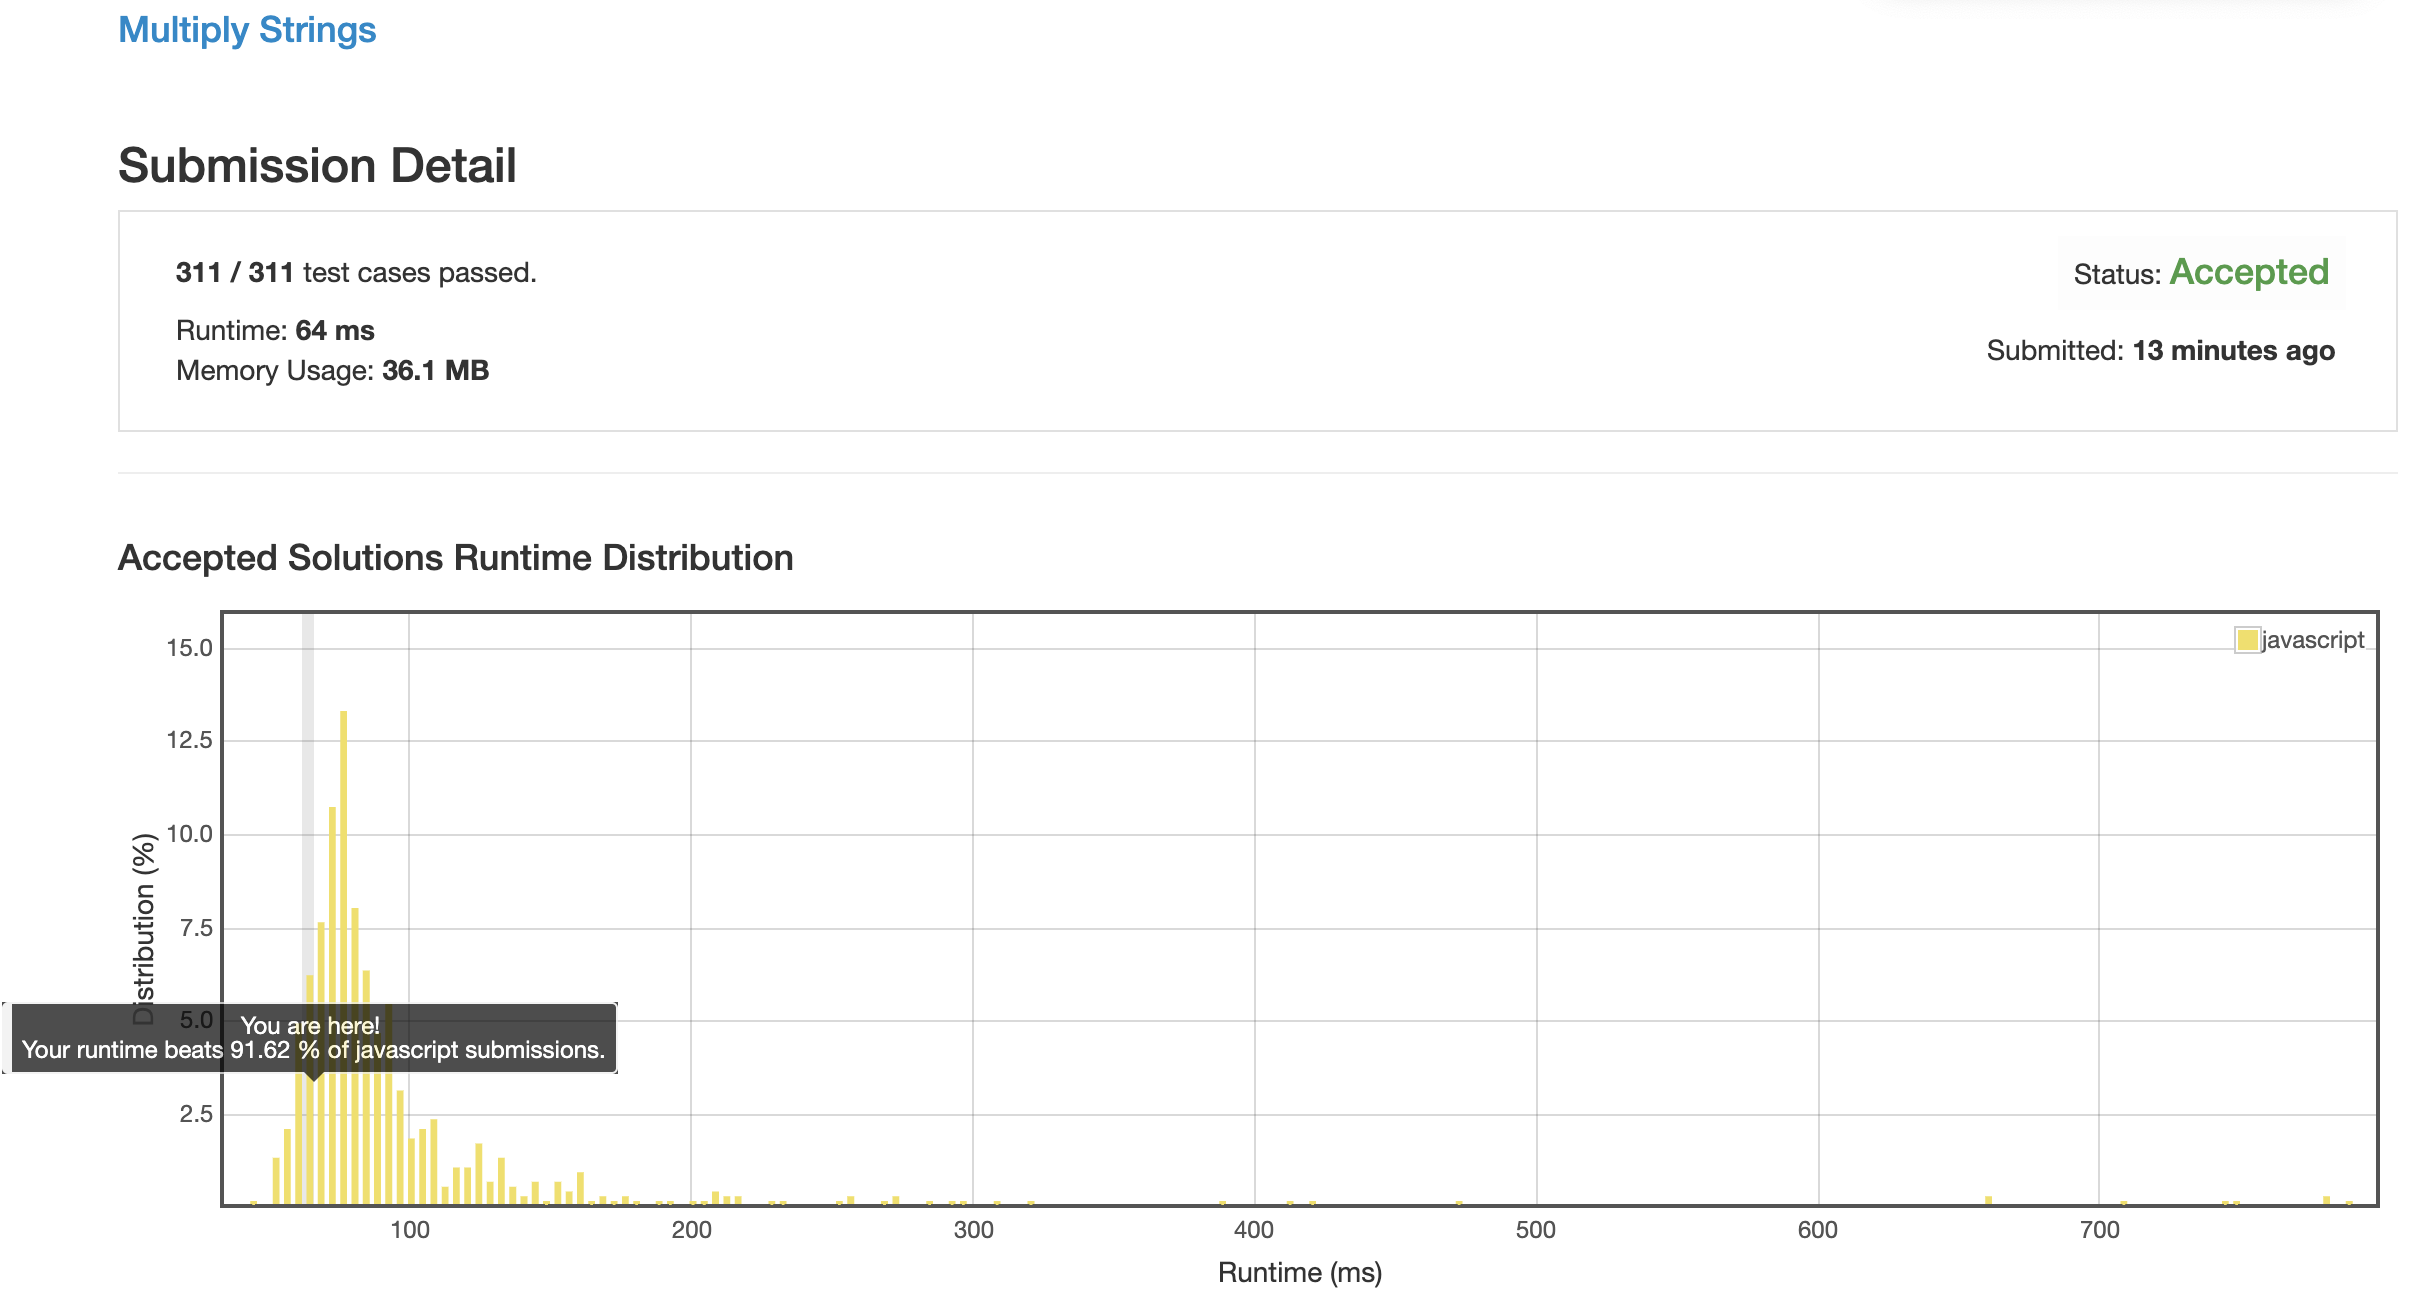 Multiply Strings
Submission Detail
311 / 311 test cases passed.
Status: Accepted
Runtime: 64 ms
Submitted: 13 minutes ago
Memory Usage: 36.1 MB
Accepted Solutions Runtime Distribution
javascript
15.0
12.5
10.0
7.5
5.0
2.5
Distribution (%)
You are here!
Your runtime beats 91.62 % of javascript submissions.
100 200 300 400 500 600 700
Runtime (ms)